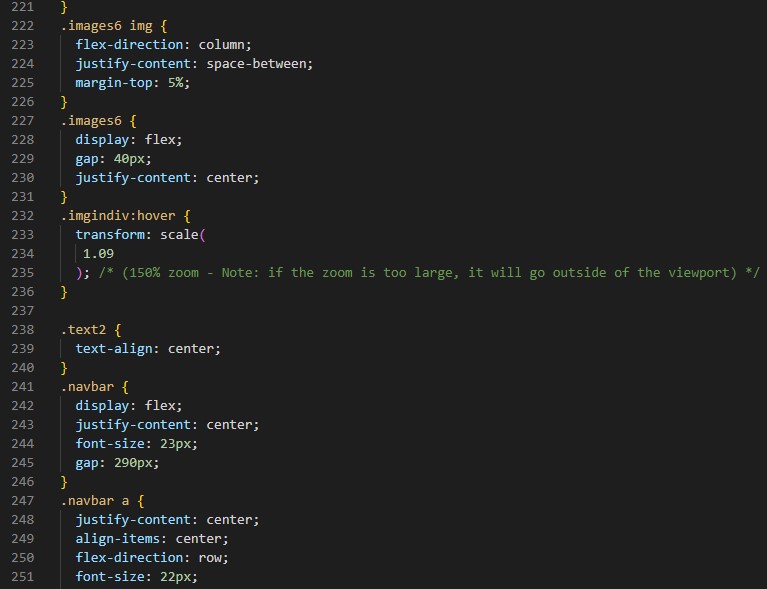 221 }
222 .images6 img {
223 flex-direction: column;
224 justify-content: space-between;
225 margin-top: 5%;
226 }
227 .images6 {
228 display: flex;
229 gap: 40px;
230 justify-content: center;
231 }
232 .imgindiv:hover {
233 transform: scale(
234 1.09
235 ); /* (150% zoom - Note: if the zoom is too large, it will go outside of the viewport) */
236 }
237
238 .text2 {
239 text-align: center;
240 }
241 .navbar {
242 display: flex;
243 justify-content: center;
244 font-size: 23px;
245 gap: 290px;
246 }
247 .navbar a {
248 justify-content: center;
249 align-items: center;
250 flex-direction: row;
251 font-size: 22px;